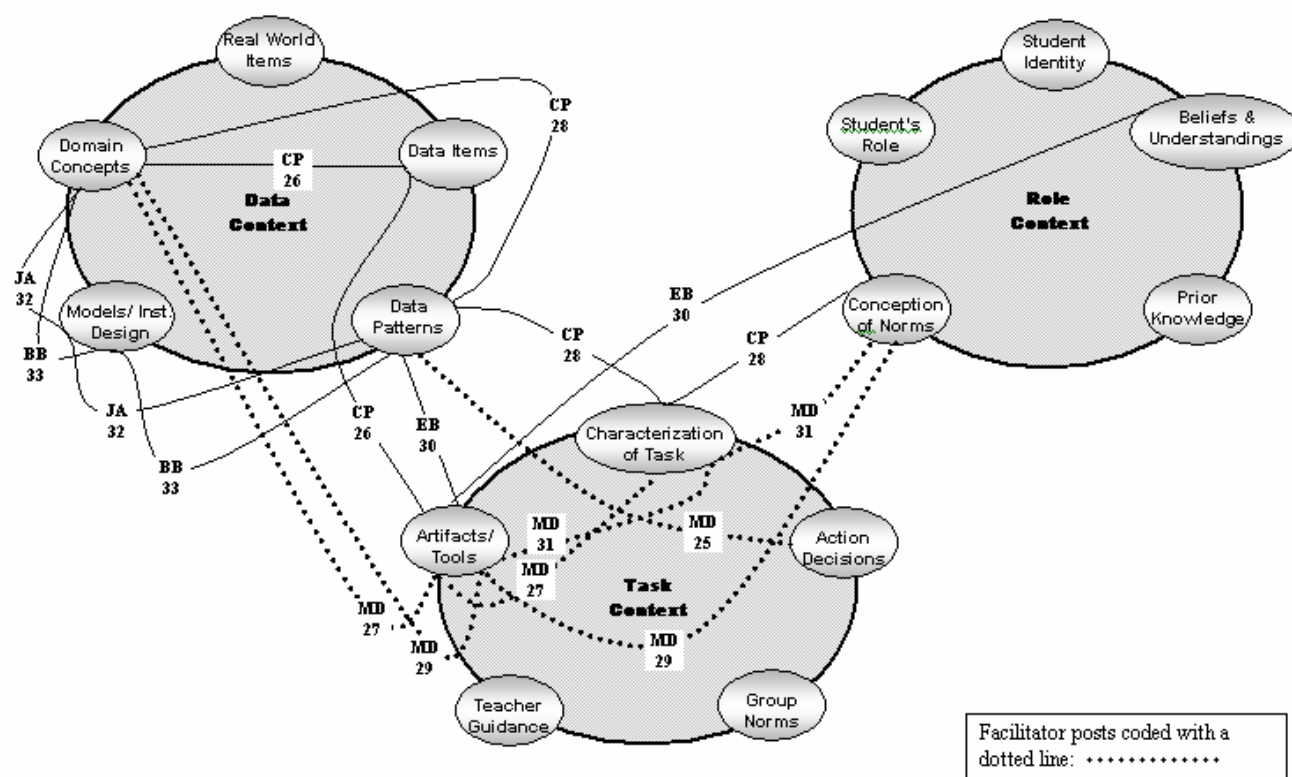 Real World
Items
Student
Identity
CP
28
Domain
Concepts
CP
26
Data Items
Student's
Role
Beliefs &
Understandings
Data
Context
Role
Context
JA
32
Models/ Inst.
Design
Data
Patterns
EB
30
Conception
of Norms
Prior
Knowledge
BB
33
CP
28
CP
28
JA
32
CP
26
EB
30
MD
31
Characterization
of Task
BB
33
Artifacts/
Tools
MD
31
MD
25
Action
Decisions
MD
27
Task
Context
MD
27
MD
29
MD
29
Teacher
Guidance
Group
Norms
Facilitator posts coded with a
dotted line: